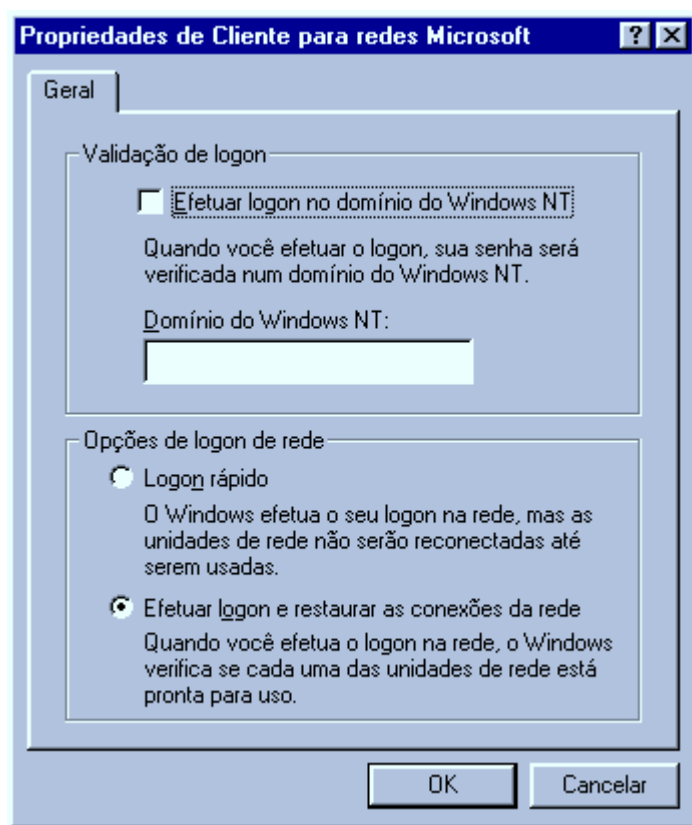 Propriedades de Cliente para redes Microsoft
Geral
Validação de logon
Efetuar logon no domínio do Windows NT
Quando você efetuar o logon, sua senha será
verificada num domínio do Windows NT.
Domínio do Windows NT:
Opções de logon de rede
Logon rápido
O Windows efetua o seu logon na rede, mas as
unidades de rede não serão reconectadas até
serem usadas.
Efetuar logon e restaurar as conexões da rede
Quando você efetua o logon na rede, o Windows
verifica se cada uma das unidades de rede está
pronta para uso.
OK Cancelar